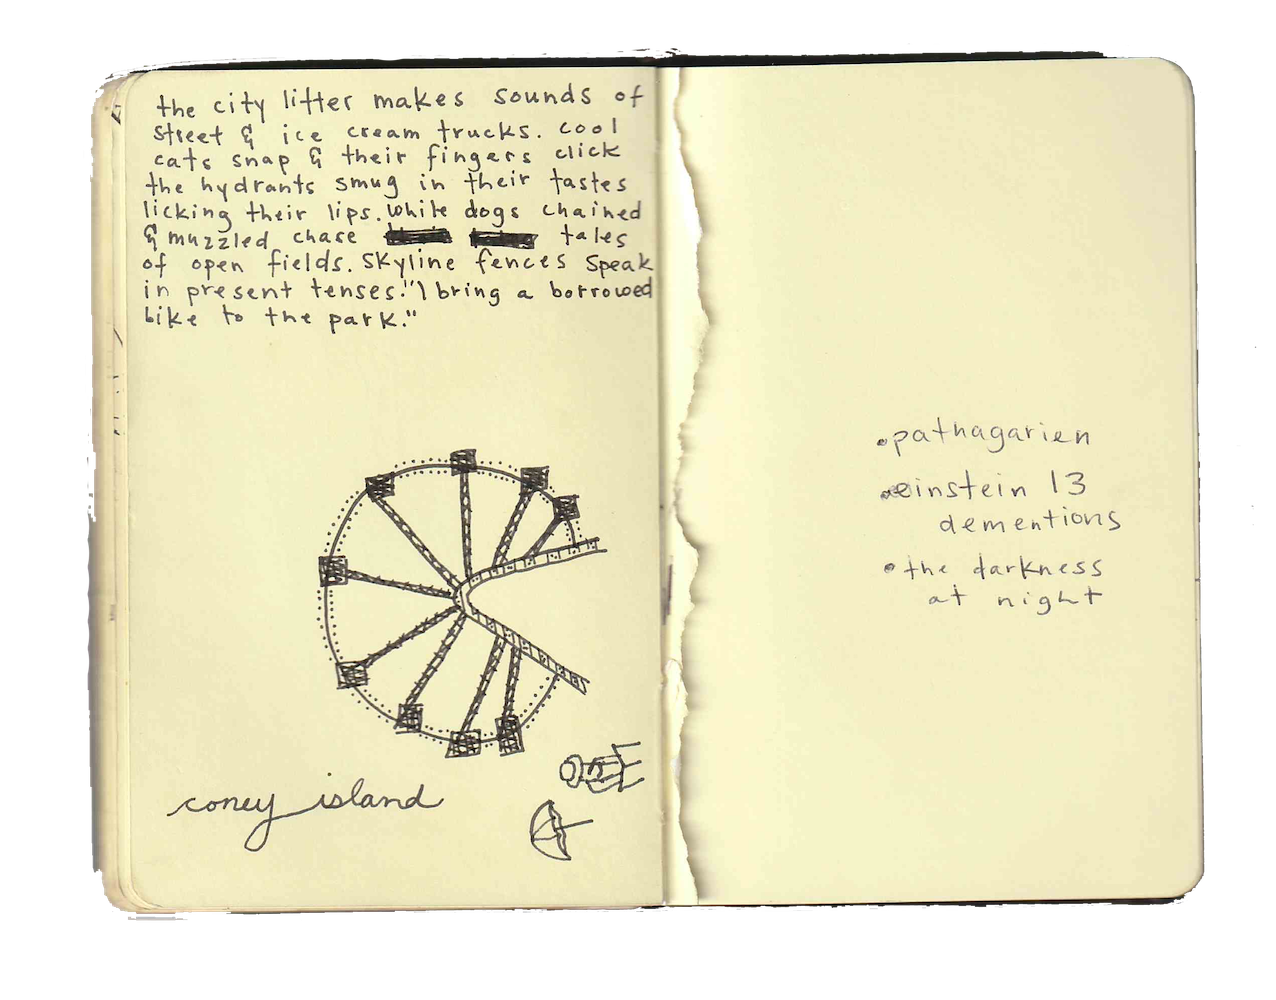 the city litter makes sounds of
street & ice cream trucks. cool
cats snap & their fingers click
the hydrants smug in their tastes
licking their lips. white dogs chained
& muzzled chase tales
of open fields. skyline fences speak
in present tenses. "I bring a borrowed
bike to the park."
coney island
• pathagarien
• einstein 13
dementions
• the darkness
at night